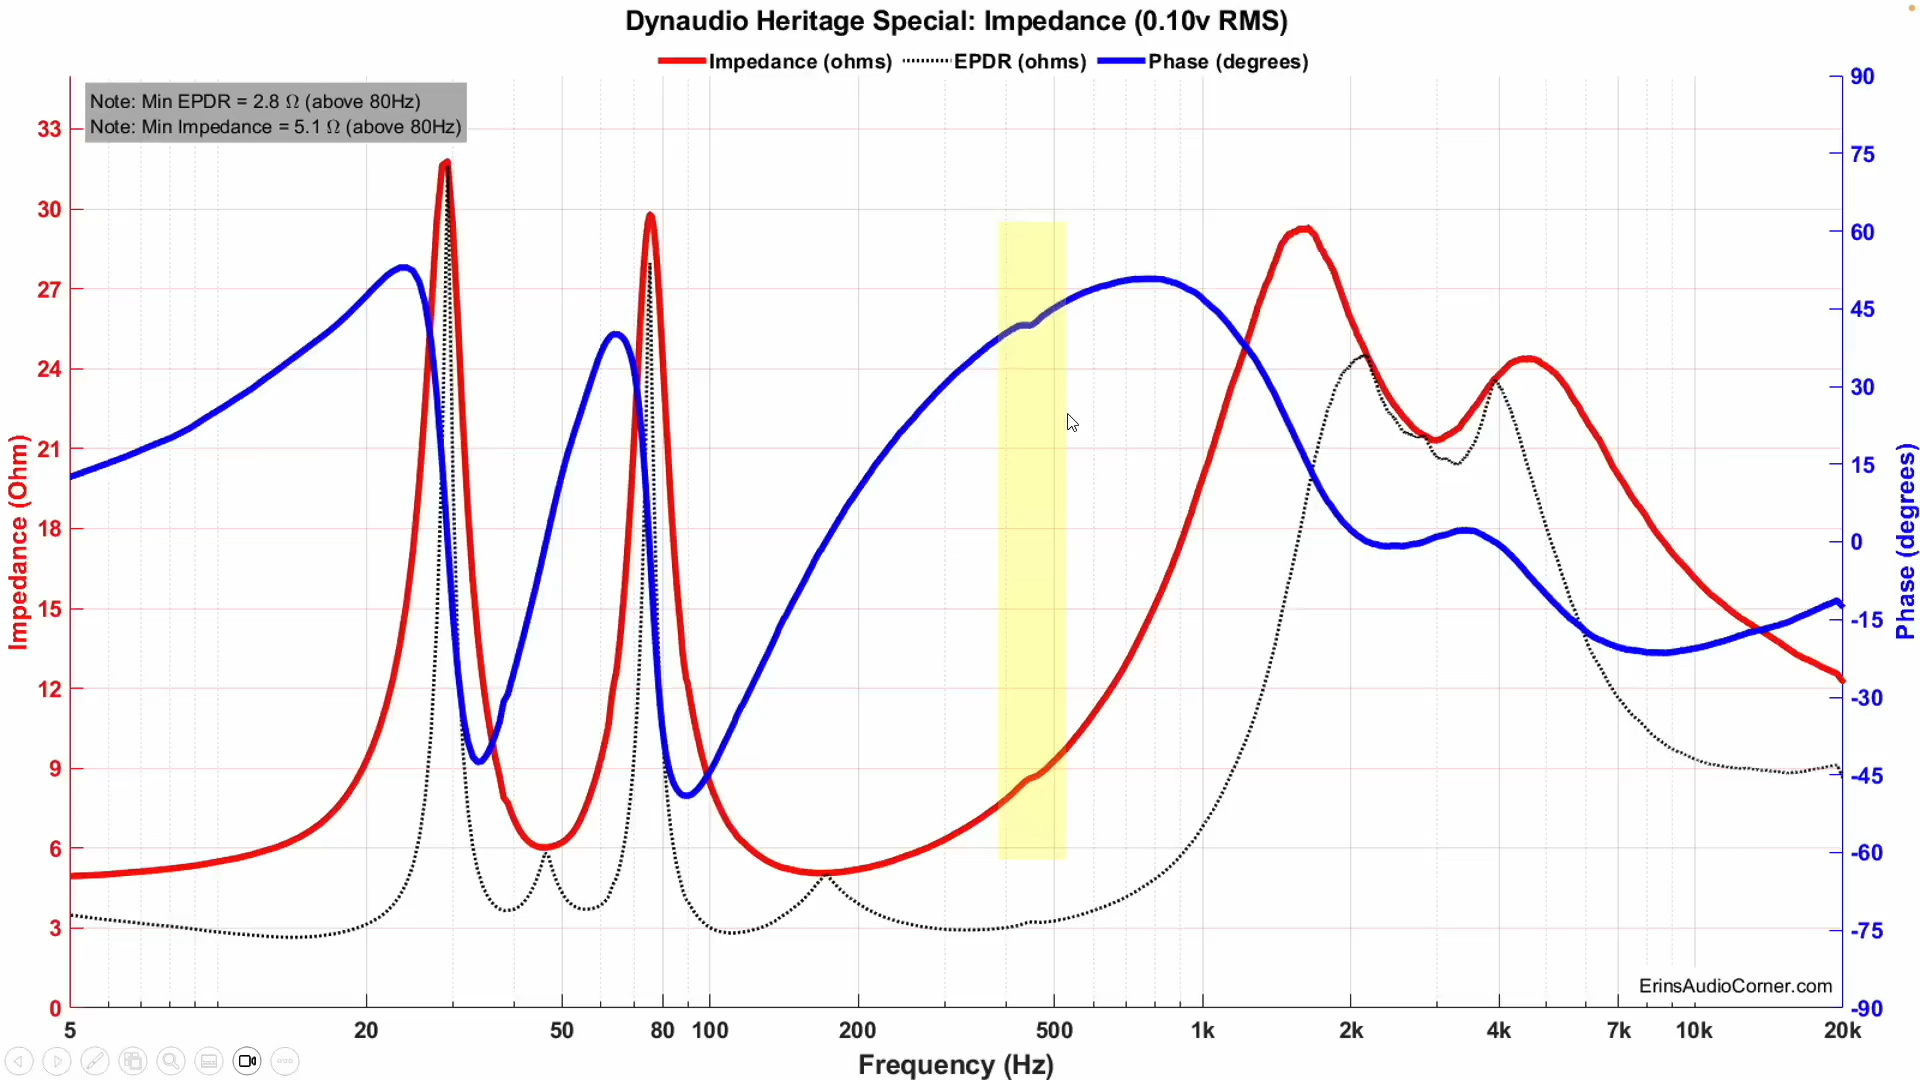 Dynaudio Heritage Special: Impedance (0.10v RMS)
Impedance (ohms) EPDR (ohms) Phase (degrees)
Note: Min EPDR = 2.8 Ω (above 80Hz)
Note: Min Impedance = 5.1 Ω (above 80Hz)
Impedance (Ohm)
33
30
27
24
21
18
15
12
9
6
3
0
90
75
60
45
30
15
0
-15
-30
-45
-60
-75
-90
Phase (degrees)
ErinsAudioCorner.com
5 20 50 80 100 200 500 1k 2k 4k 7k 10k 20k
Frequency (Hz)